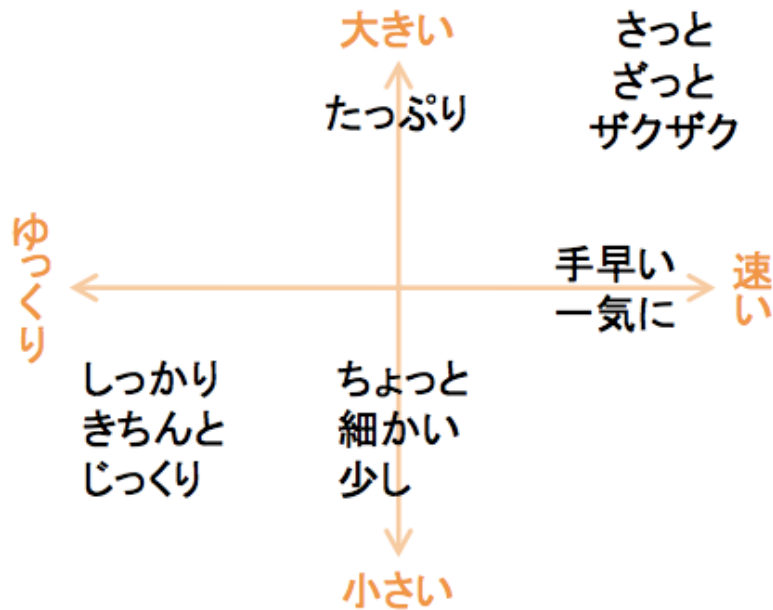 大きい
さっと
ざっと
ザクザク
たっぷり
ゆっくり
手早い
一気に
速い
しっかり
きちんと
じっくり
ちょっと
細かい
少し
小さい